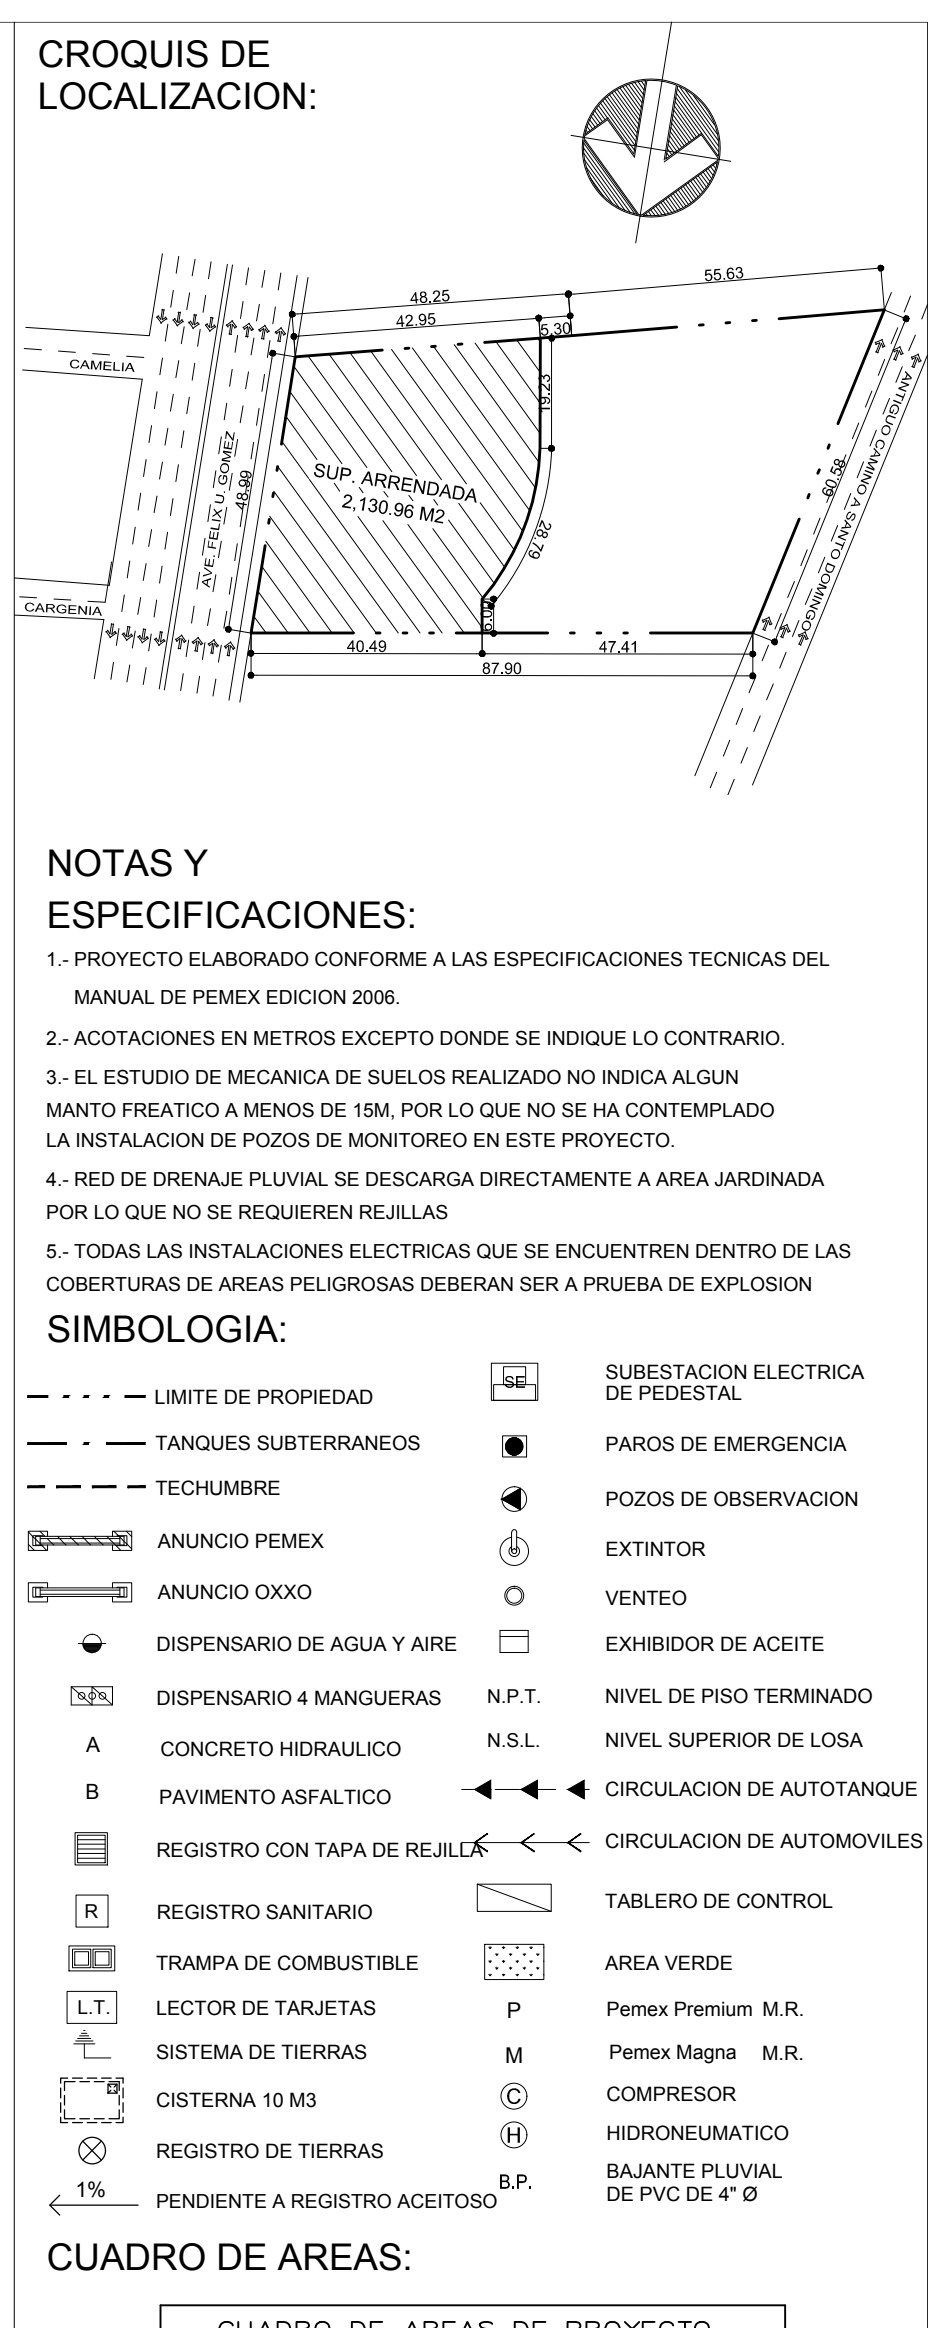 CROQUIS DE
LOCALIZACION:
55.63
48.25
42.95
5.30
CAMELIA
19.23
ANTIGUO CAMINO A SANTO DOMINGO
AVE. FELIX U. GOMEZ
48.99
SUP. ARRENDADA
2,130.96 M2
60.58
28.79
CARGENIA
6.00
40.49
47.41
87.90
NOTAS Y
ESPECIFICACIONES:
1.- PROYECTO ELABORADO CONFORME A LAS ESPECIFICACIONES TECNICAS DEL
MANUAL DE PEMEX EDICION 2006.
2.- ACOTACIONES EN METROS EXCEPTO DONDE SE INDIQUE LO CONTRARIO.
3.- EL ESTUDIO DE MECANICA DE SUELOS REALIZADO NO INDICA ALGUN
MANTO FREATICO A MENOS DE 15M, POR LO QUE NO SE HA CONTEMPLADO
LA INSTALACION DE POZOS DE MONITOREO EN ESTE PROYECTO.
4.- RED DE DRENAJE PLUVIAL SE DESCARGA DIRECTAMENTE A AREA JARDINADA
POR LO QUE NO SE REQUIEREN REJILLAS
5.- TODAS LAS INSTALACIONES ELECTRICAS QUE SE ENCUENTREN DENTRO DE LAS
COBERTURAS DE AREAS PELIGROSAS DEBERAN SER A PRUEBA DE EXPLOSION
SIMBOLOGIA:
LIMITE DE PROPIEDAD
TANQUES SUBTERRANEOS
TECHUMBRE
ANUNCIO PEMEX
ANUNCIO OXXO
DISPENSARIO DE AGUA Y AIRE
DISPENSARIO 4 MANGUERAS
A CONCRETO HIDRAULICO
B PAVIMENTO ASFALTICO
REGISTRO CON TAPA DE REJILLA
R REGISTRO SANITARIO
TRAMPA DE COMBUSTIBLE
L.T. LECTOR DE TARJETAS
SISTEMA DE TIERRAS
CISTERNA 10 M3
REGISTRO DE TIERRAS
1% PENDIENTE A REGISTRO ACEITOSO
SE SUBESTACION ELECTRICA
DE PEDESTAL
PAROS DE EMERGENCIA
POZOS DE OBSERVACION
EXTINTOR
VENTEO
EXHIBIDOR DE ACEITE
N.P.T. NIVEL DE PISO TERMINADO
N.S.L. NIVEL SUPERIOR DE LOSA
CIRCULACION DE AUTOTANQUE
CIRCULACION DE AUTOMOVILES
TABLERO DE CONTROL
AREA VERDE
P Pemex Premium M.R.
M Pemex Magna M.R.
C COMPRESOR
H HIDRONEUMATICO
B.P. BAJANTE PLUVIAL
DE PVC DE 4" Ø
CUADRO DE AREAS:
CUADRO DE AREAS DE PROYECTO